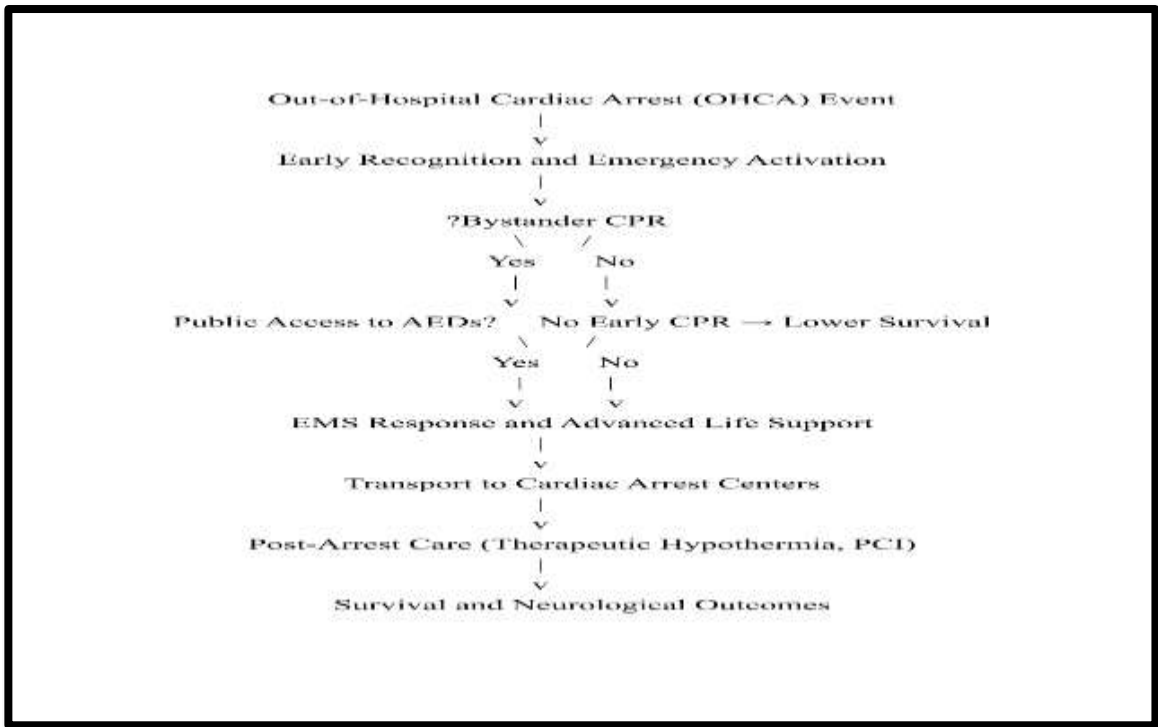 Out-of-Hospital Cardiac Arrest (OHCA) Event
|
v
Early Recognition and Emergency Activation
|
v
?Bystander CPR
\ /
Yes No
| |
v v
Public Access to AEDs? No Early CPR → Lower Survival
\ /
Yes No
| |
v v
EMS Response and Advanced Life Support
|
v
Transport to Cardiac Arrest Centers
|
v
Post-Arrest Care (Therapeutic Hypothermia, PCI)
|
v
Survival and Neurological Outcomes